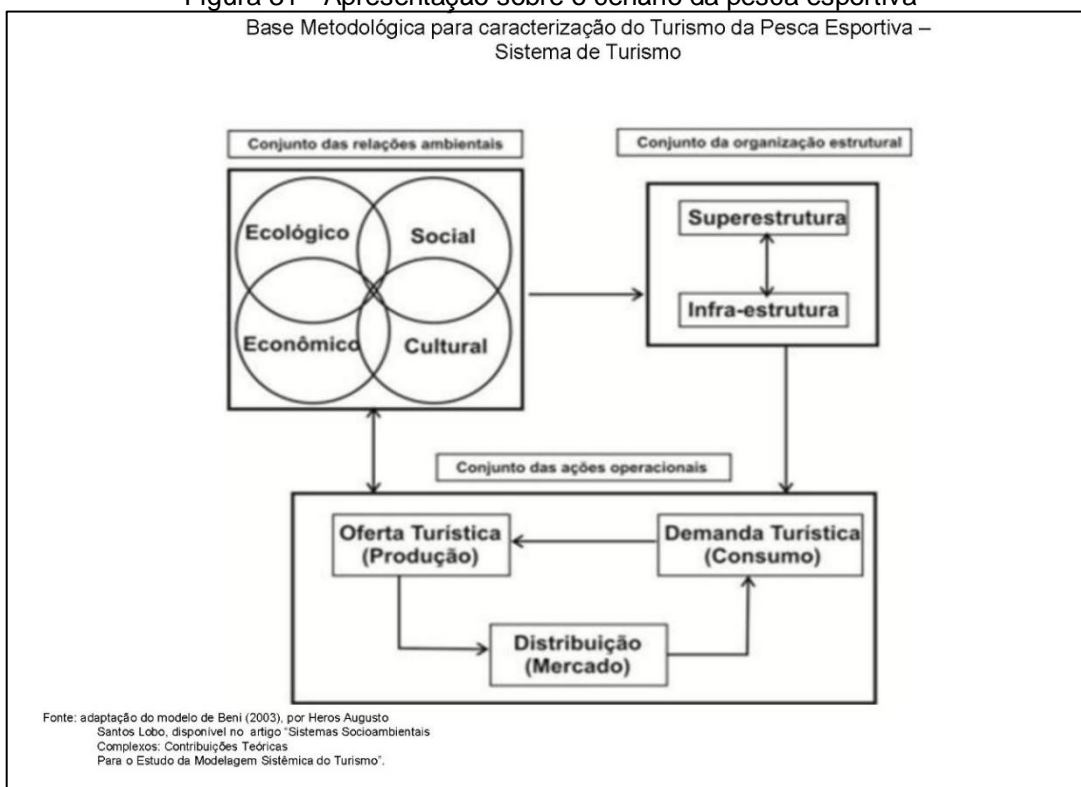 Base Metodológica para caracterização do Turismo da Pesca Esportiva –
Sistema de Turismo
Conjunto das relações ambientais
Conjunto da organização estrutural
Ecológico
Social
Econômico
Cultural
Superestrutura
Infra-estrutura
Conjunto das ações operacionais
Oferta Turística
(Produção)
Demanda Turística
(Consumo)
Distribuição
(Mercado)
Fonte: adaptação do modelo de Beni (2003), por Heros Augusto
Santos Lobo, disponível no artigo “Sistemas Socioambientais
Complexos: Contribuições Teóricas
Para o Estudo da Modelagem Sistêmica do Turismo”.